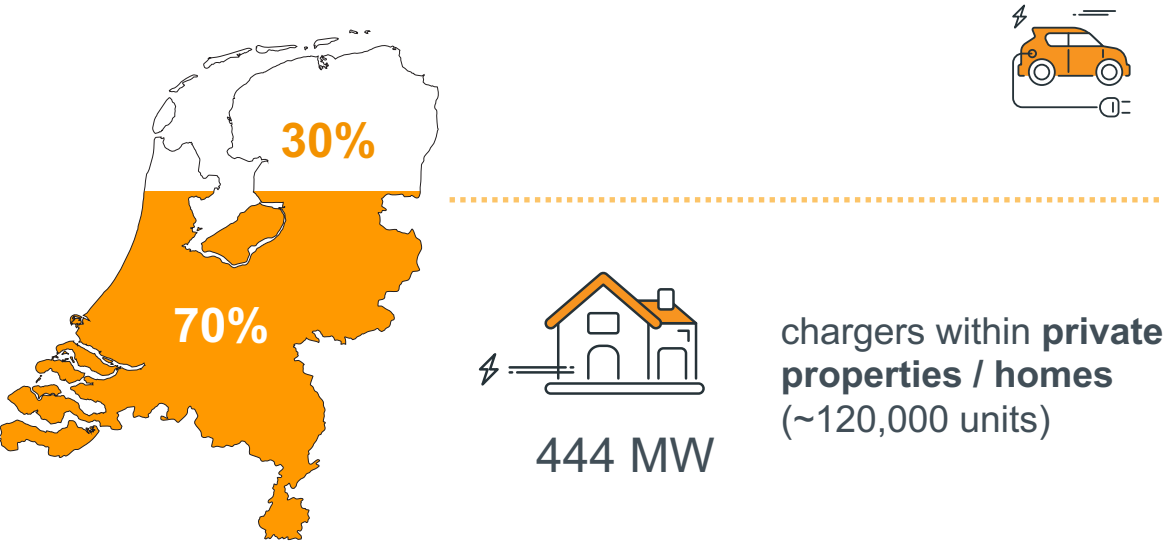 30%
70%
444 MW
chargers within private
properties / homes
(~120,000 units)